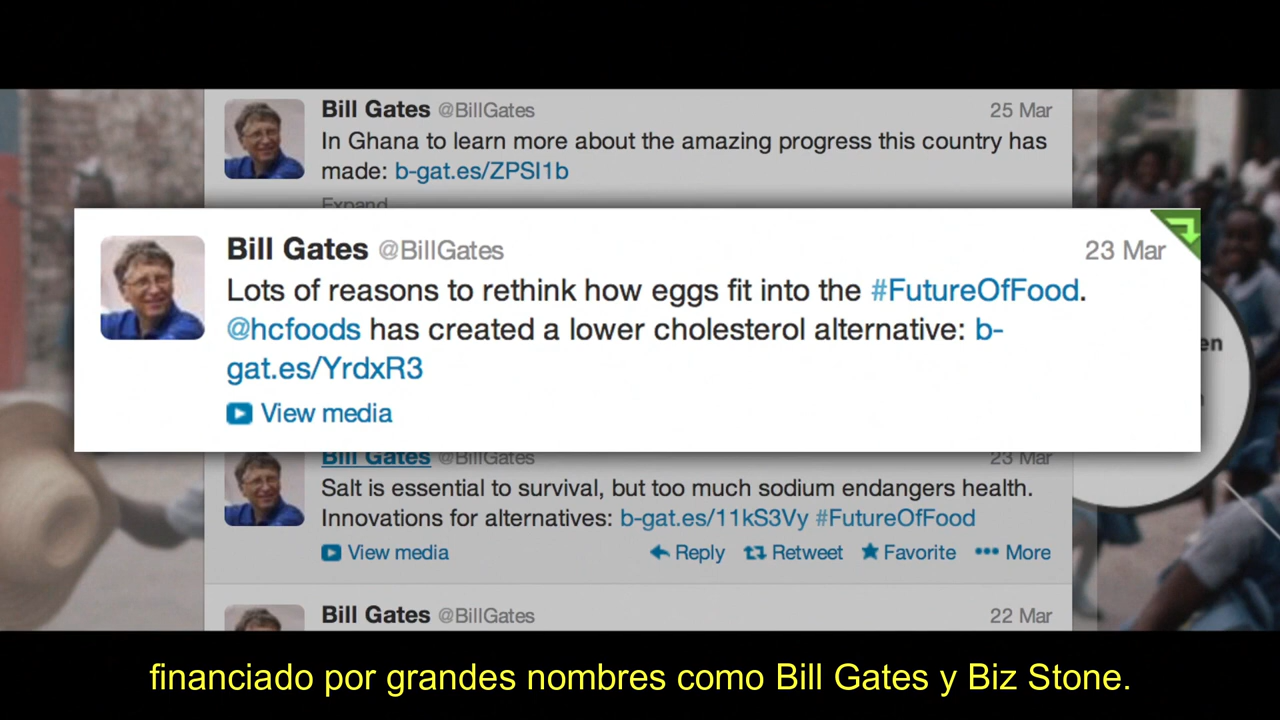 Bill Gates @BillGates 25 Mar
In Ghana to learn more about the amazing progress this country has
made: b-gat.es/ZPSI1b
Expand
Bill Gates @BillGates 23 Mar
Lots of reasons to rethink how eggs fit into the #FutureOfFood.
@hcfoods has created a lower cholesterol alternative: b-
gat.es/YrdxR3
View media
en
Bill Gates @BillGates 23 Mar
Salt is essential to survival, but too much sodium endangers health.
Innovations for alternatives: b-gat.es/11kS3Vy #FutureOfFood
View media Reply Retweet Favorite More
Bill Gates @BillGates 22 Mar
financiado por grandes nombres como Bill Gates y Biz Stone.